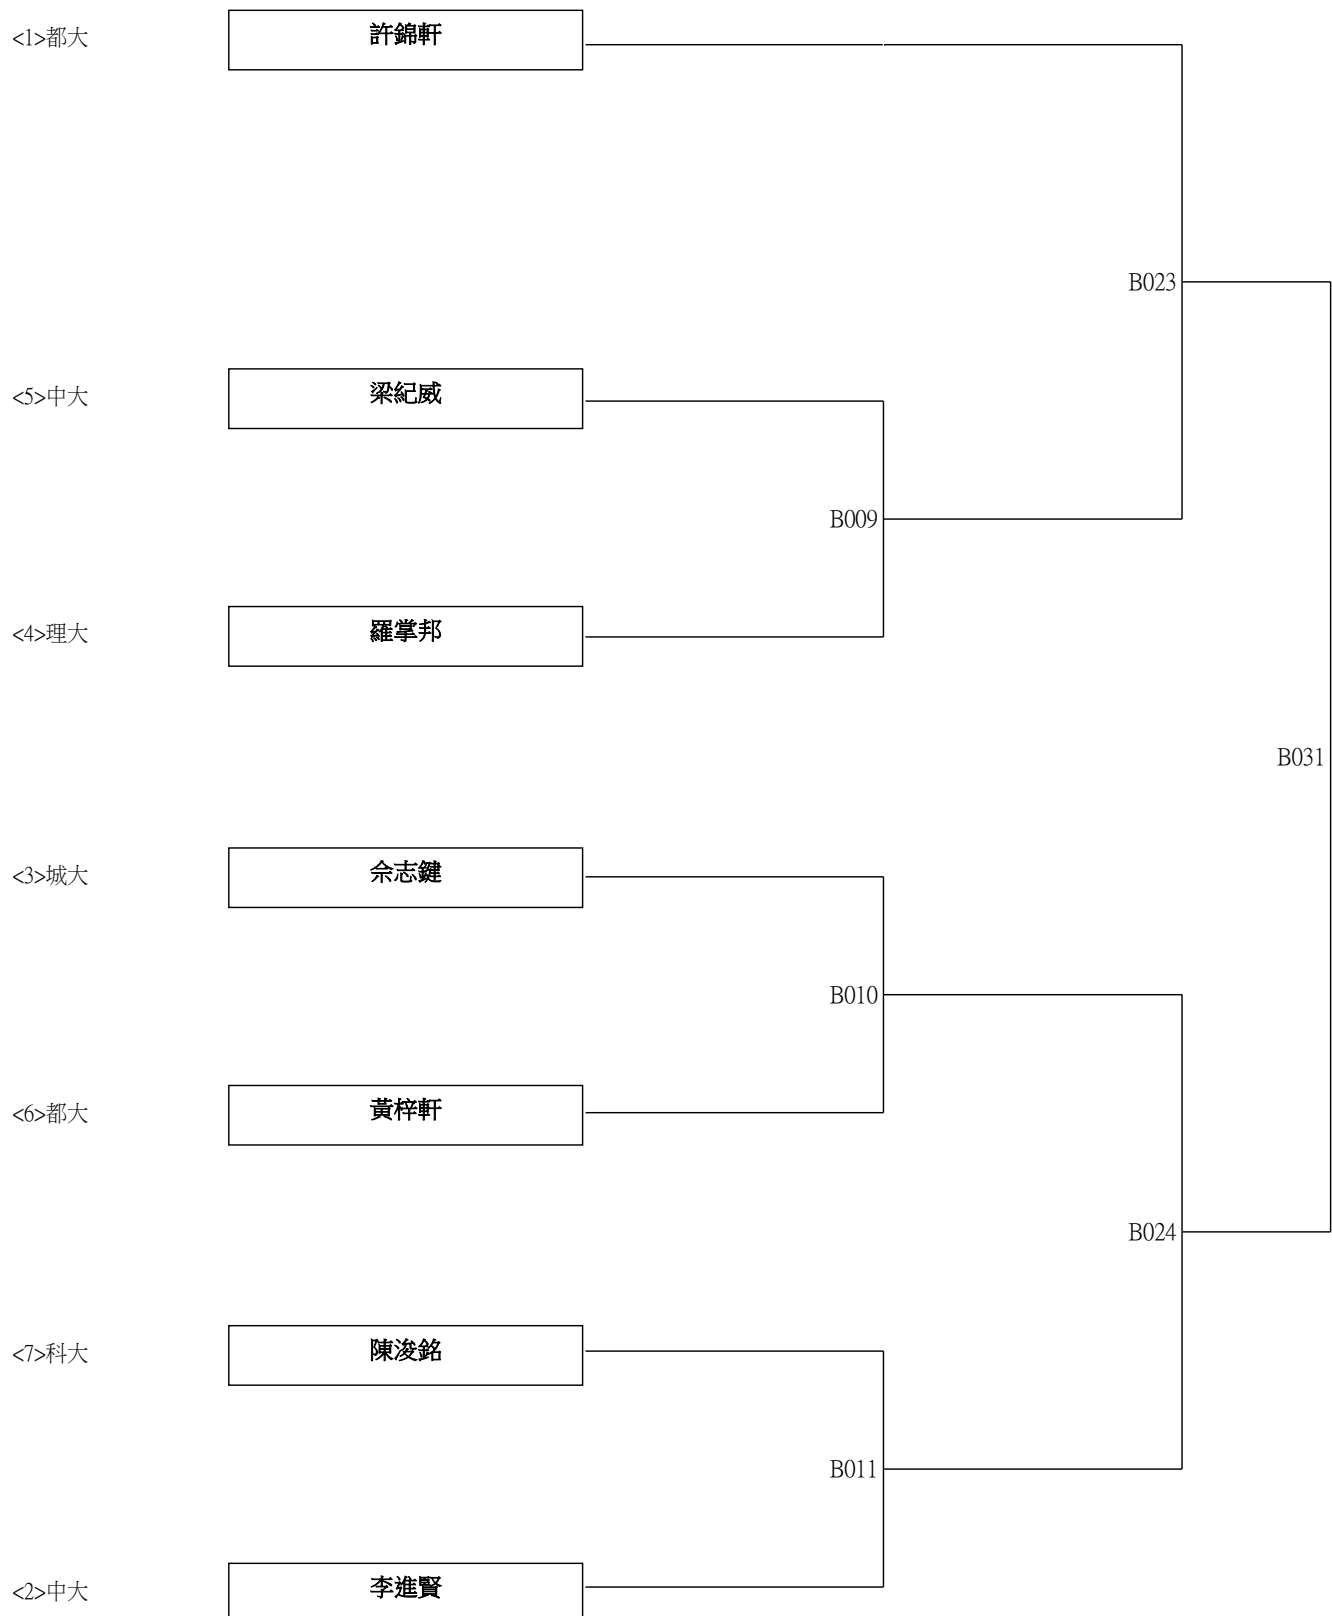 <1>都大 許錦軒
B023
<5>中大 梁紀威
B009
<4>理大 羅掌邦
B031
<3>城大 佘志鍵
B010
<6>都大 黃梓軒
B024
<7>科大 陳浚銘
B011
<2>中大 李進賢